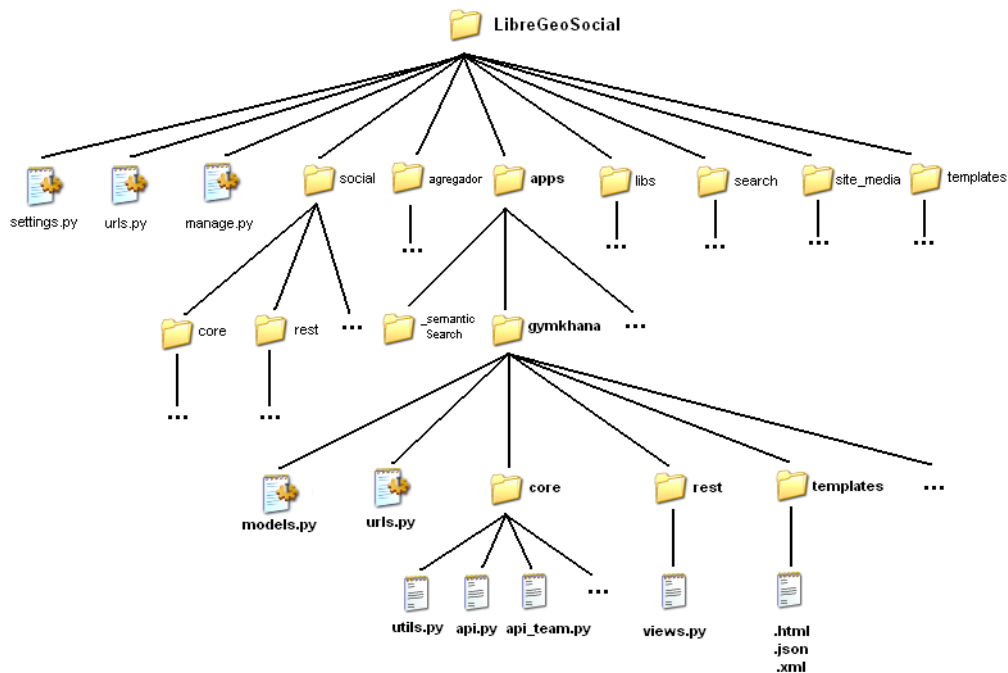 LibreGeoSocial
settings.py
urls.py
manage.py
social
agregador
apps
libs
search
site_media
templates
...
...
...
...
...
core
rest
...
_semantic
Search
gymkhana
...
...
...
models.py
urls.py
core
rest
templates
...
utils.py
api.py
api_team.py
...
views.py
.html
.json
.xml